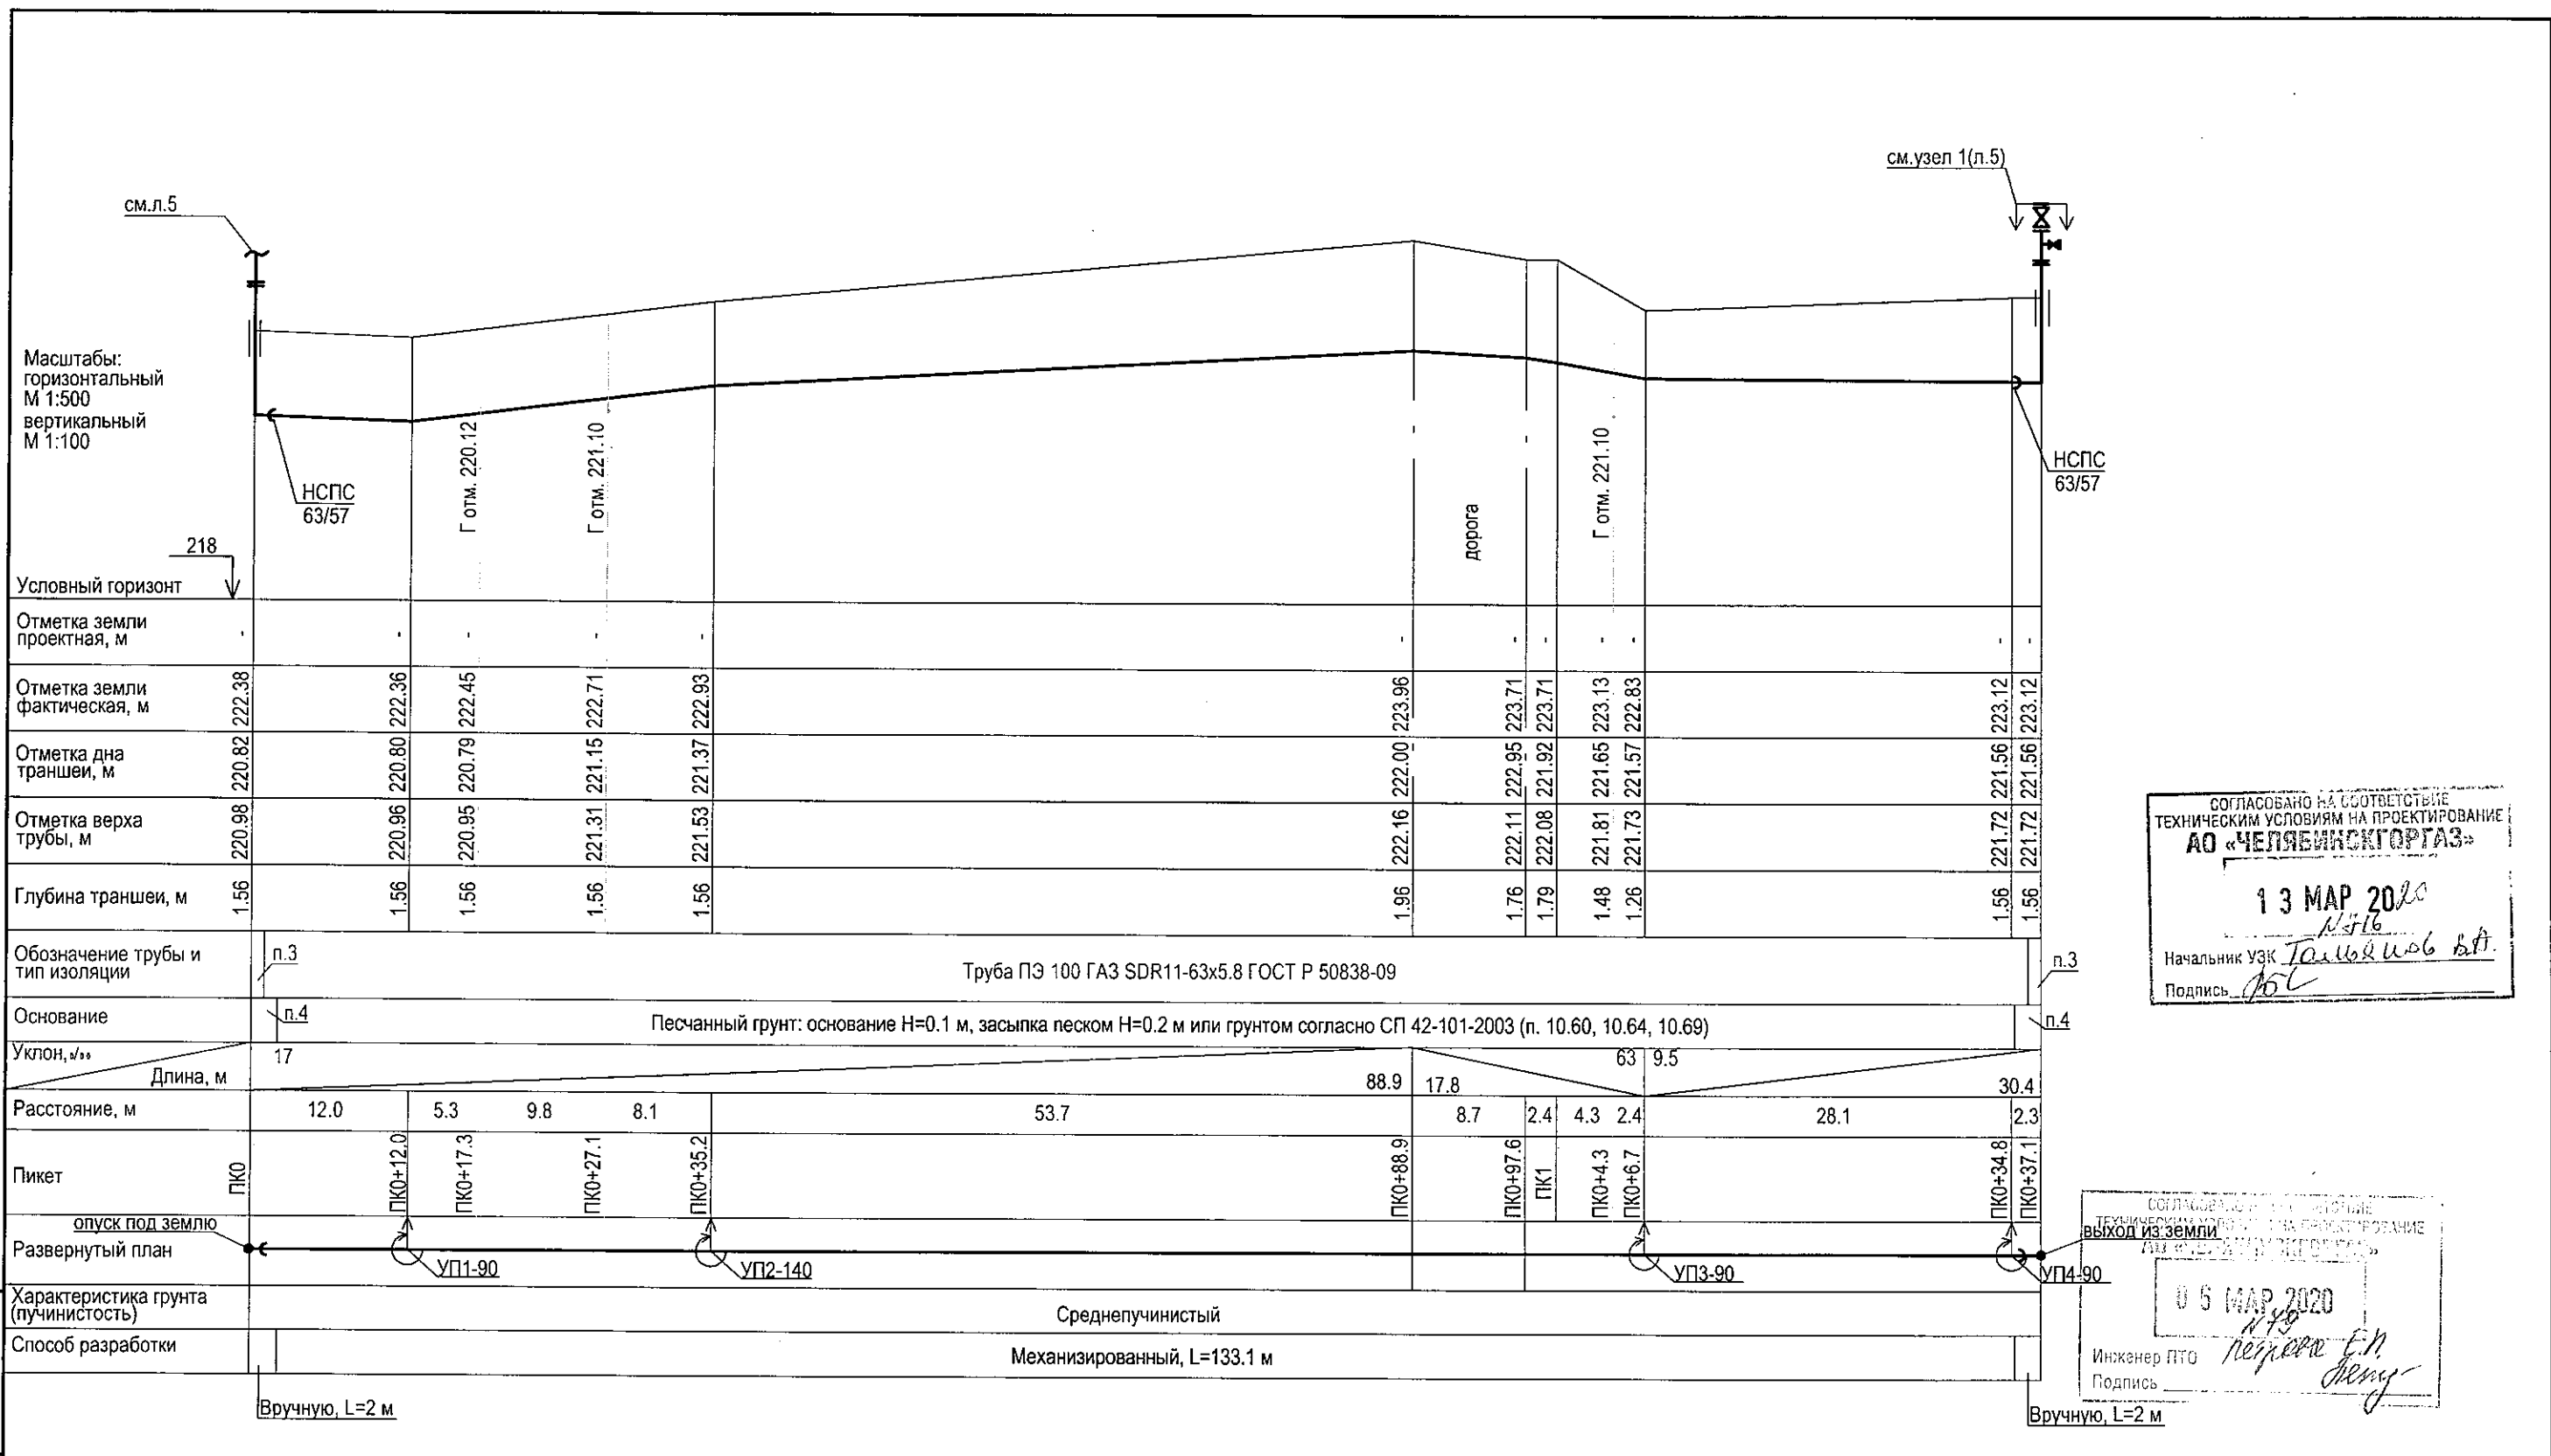 см.узел 1(л.5)
см.л.5
Масштабы:
горизонтальный
М 1:500
вертикальный
М 1:100
НСПС
63/57
Г отм. 220.12
Г отм. 221.10
дорога
Г отм. 221.10
НСПС
63/57
218
Условный горизонт
Отметка земли
проектная, м
- - - - - - - - - - - -
Отметка земли
фактическая, м
222.38 222.36 222.45 222.71 222.93 223.96 223.71 223.71 223.13 222.83 223.12 223.12
Отметка дна
траншеи, м
220.82 220.80 220.79 221.15 221.37 222.00 222.95 221.92 221.65 221.57 221.56 221.56
Отметка верха
трубы, м
220.98 220.96 220.95 221.31 221.53 222.16 222.11 222.08 221.81 221.73 221.72 221.72
Глубина траншеи, м
1.56 1.56 1.56 1.56 1.56 1.96 1.76 1.79 1.48 1.26 1.56 1.56
Обозначение трубы и
тип изоляции
п.3
Труба ПЭ 100 ГАЗ SDR11-63х5.8 ГОСТ Р 50838-09
п.3
Основание
п.4
Песчанный грунт: основание Н=0.1 м, засыпка песком Н=0.2 м или грунтом согласно СП 42-101-2003 (п. 10.60, 10.64, 10.69)
п.4
Уклон, о/оо
17 63 9.5
Длина, м
88.9 17.8 30.4
Расстояние, м
12.0 5.3 9.8 8.1 53.7 8.7 2.4 4.3 2.4 28.1 2.3
Пикет
ПК0 ПК0+12.0 ПК0+17.3 ПК0+27.1 ПК0+35.2 ПК0+88.9 ПК0+97.6 ПК1 ПК0+4.3 ПК0+6.7 ПК0+34.8 ПК0+37.1
опуск под землю
Развернутый план
УП1-90
УП2-140
УП3-90
УП4-90
выход из земли
Характеристика грунта
(пучинистость)
Среднепучинистый
Способ разработки
Механизированный, L=133.1 м
Вручную, L=2 м
Вручную, L=2 м
СОГЛАСОВАНО НА СООТВЕТСТВИЕ
ТЕХНИЧЕСКИМ УСЛОВИЯМ НА ПРОЕКТИРОВАНИЕ
АО «ЧЕЛЯБИНСКГОРГАЗ»
13 МАР 2020
Начальник УЗК
Подпись
СОГЛАСОВАНО НА СООТВЕТСТВИЕ
ТЕХНИЧЕСКИМ УСЛОВИЯМ НА ПРОЕКТИРОВАНИЕ
АО «ЧЕЛЯБИНСКГОРГАЗ»
05 МАР 2020
N 79
Инженер ПТО Петрова Е.П.
Подпись